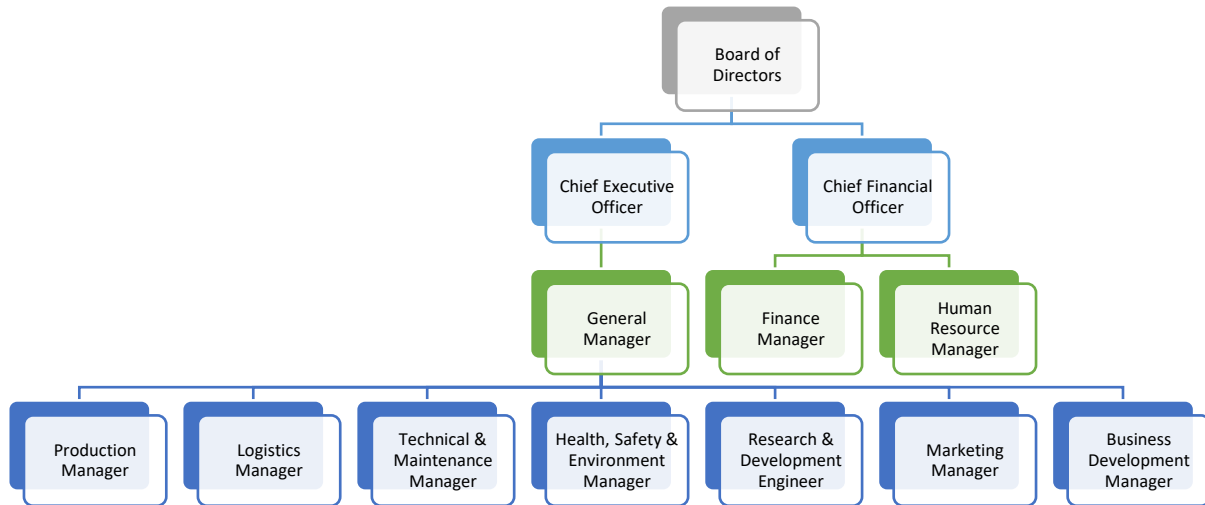 Board of
Directors
Chief Executive
Officer
Chief Financial
Officer
General
Manager
Finance
Manager
Human
Resource
Manager
Production
Manager
Logistics
Manager
Technical &
Maintenance
Manager
Health, Safety &
Environment
Manager
Research &
Development
Engineer
Marketing
Manager
Business
Development
Manager